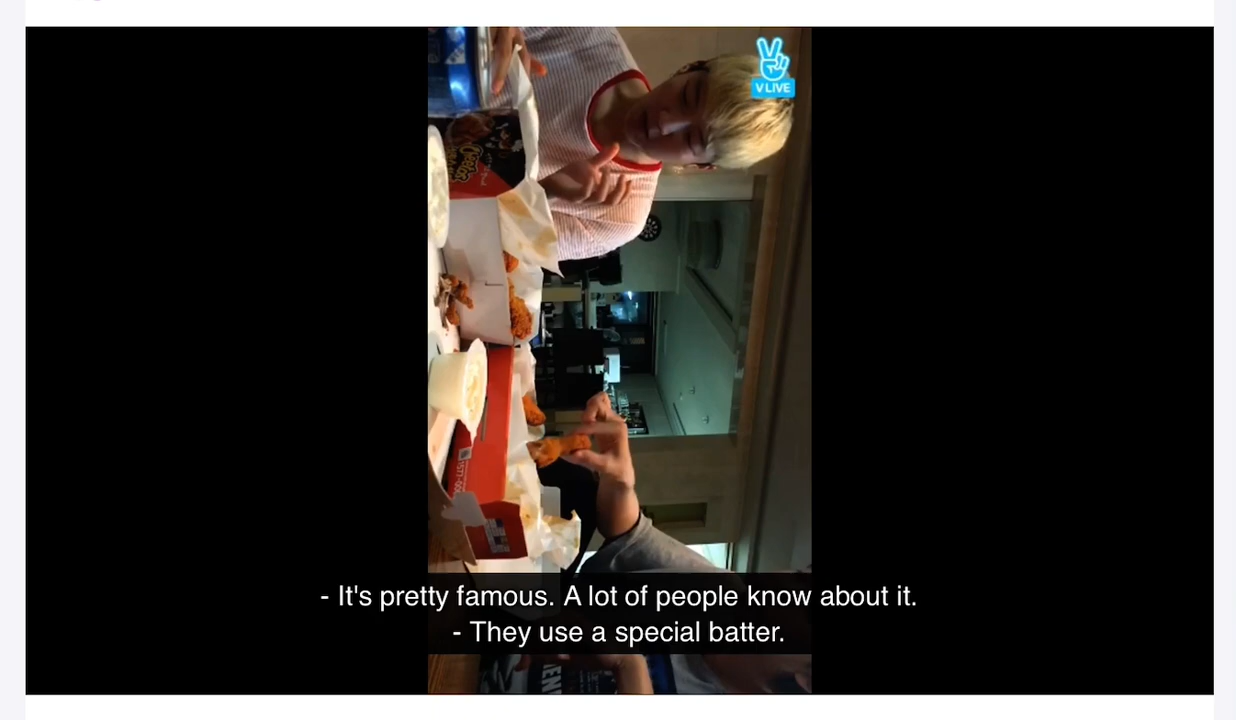 V LIVE
Cheetos
- It's pretty famous. A lot of people know about it.
- They use a special batter.